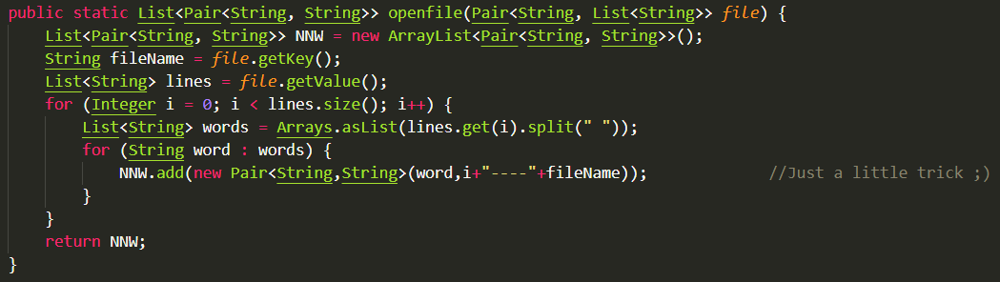 public static List<Pair<String, String>> openfile(Pair<String, List<String>> file) {
    List<Pair<String, String>> NNW = new ArrayList<Pair<String, String>>();
    String fileName = file.getKey();
    List<String> lines = file.getValue();
    for (Integer i = 0; i < lines.size(); i++) {
        List<String> words = Arrays.asList(lines.get(i).split(" "));
        for (String word : words) {
            NNW.add(new Pair<String,String>(word,i+"----"+fileName));             //Just a little trick ;)
        }
    }
    return NNW;
}